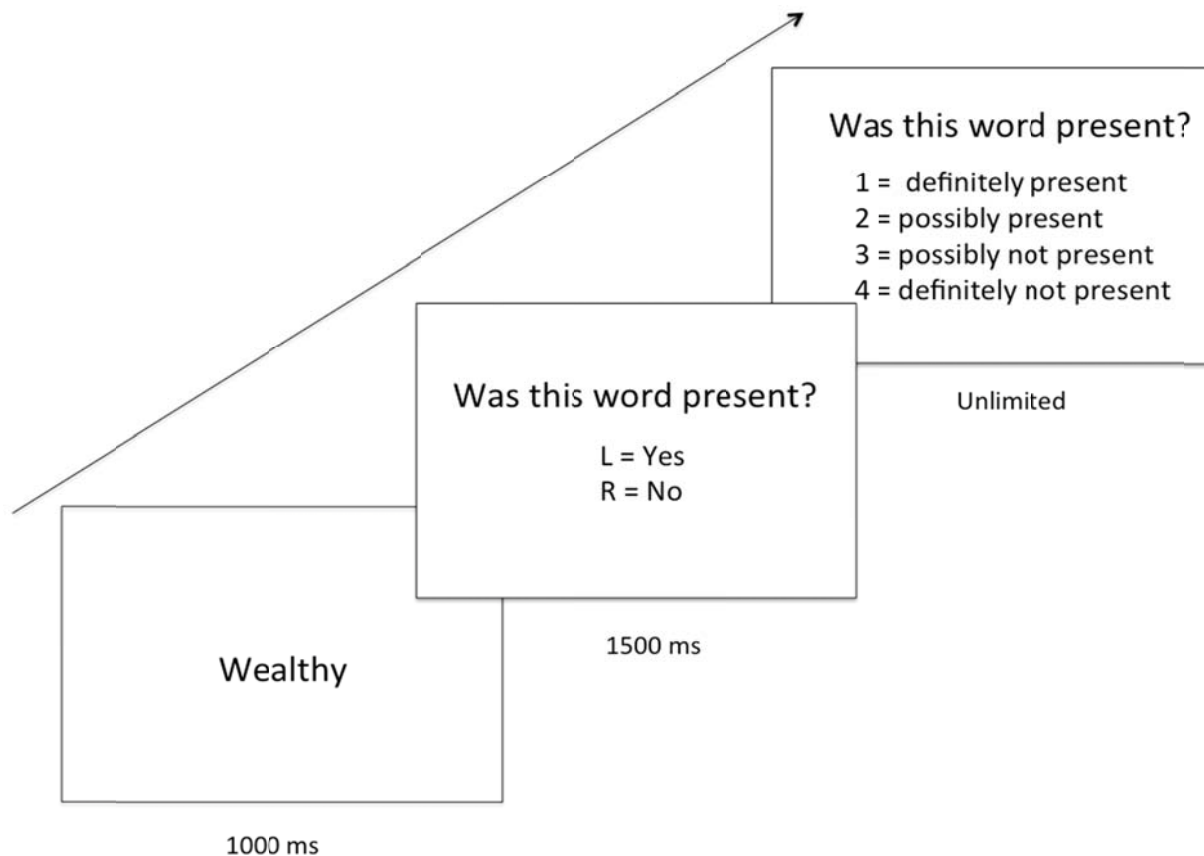 Was this word present?
1 = definitely present
2 = possibly present
3 = possibly not present
4 = definitely not present
Unlimited
Was this word present?
L = Yes
R = No
1500 ms
Wealthy
1000 ms